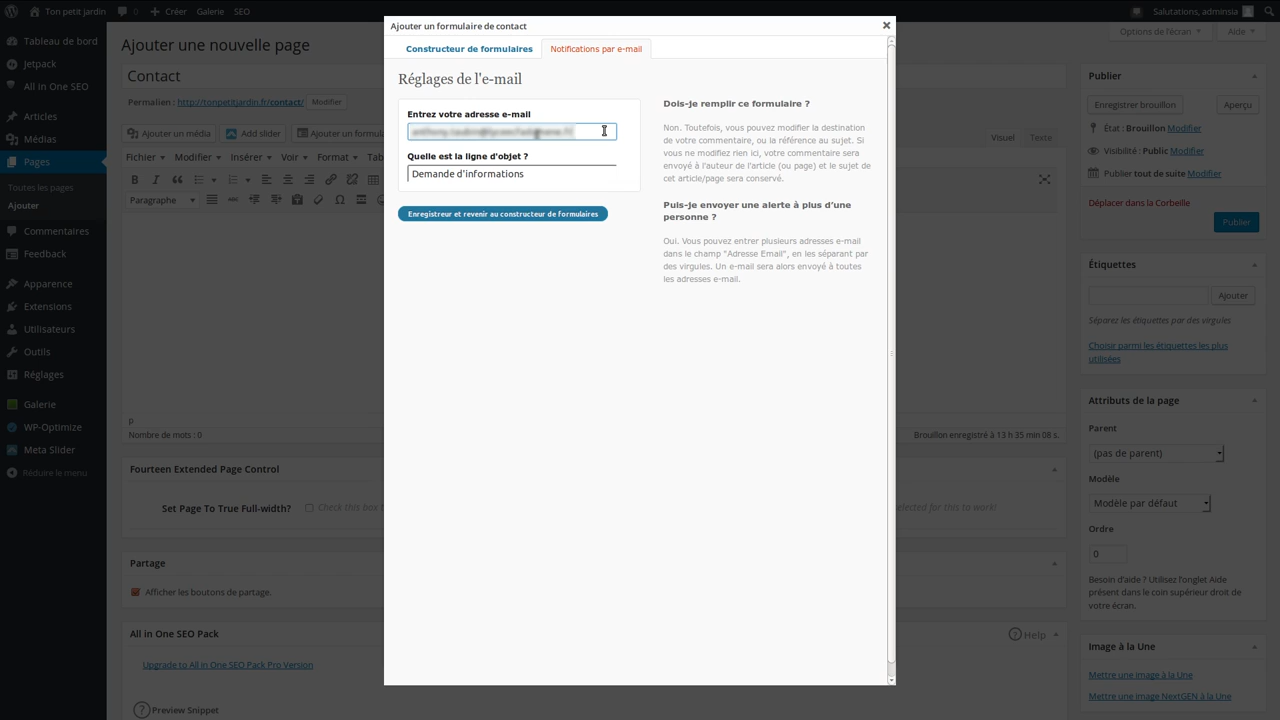 Ton petit jardin.fr 0 Créer Galerie SEO Salutations, adminsia
Options de l'écran Aide
Tableau de bord
Jetpack
All In One SEO
Articles
Médias
Pages
Toutes les pages
Ajouter
Commentaires
Feedback
Apparence
Extensions
Utilisateurs
Outils
Réglages
Galerie
WP-Optimize
Meta Slider
Réduire le menu
Ajouter une nouvelle page
Contact
Permalien : http://tonpetitjardin.fr/contact/ Modifier
Ajouter un média Add slider Ajouter un formula
Visuel Texte
Fichier Modifier Insérer Voir Format Tab
Paragraphe
p
Nombre de mots : 0 Brouillon enregistré à 13 h 35 min 08 s.
Fourteen Extended Page Control
Set Page To True Full-width? Check this box selected for this to work!
Partage
Afficher les boutons de partage.
All in One SEO Pack Help
Upgrade to All in One SEO Pack Pro Version
Preview Snippet
Ajouter un formulaire de contact
Constructeur de formulaires Notifications par e-mail
Réglages de l'e-mail
Entrez votre adresse e-mail
Quelle est la ligne d'objet ?
Demande d'informations
Enregistreur et revenir au constructeur de formulaires
Dois-je remplir ce formulaire ?
Non. Toutefois, vous pouvez modifier la destination
de votre commentaire, ou la référence au sujet. Si
vous ne modifiez rien ici, votre commentaire sera
envoyé à l'auteur de l'article (ou page) et le sujet de
cet article/page sera conservé.
Puis-je envoyer une alerte à plus d'une
personne ?
Oui. Vous pouvez entrer plusieurs adresses e-mail
dans le champ "Adresse Email", en les séparant par
des virgules. Un e-mail sera alors envoyé à toutes
les adresses e-mail.
Publier
Enregistrer brouillon Aperçu
État : Brouillon Modifier
Visibilité : Public Modifier
Publier tout de suite Modifier
Déplacer dans la Corbeille
Publier
Étiquettes
Ajouter
Séparez les étiquettes par des virgules
Choisir parmi les étiquettes les plus
utilisées
Attributs de la page
Parent
(pas de parent)
Modèle
Modèle par défaut
Ordre
0
Besoin d'aide ? Utilisez l'onglet Aide
présent dans le coin supérieur droit de
votre écran.
Image à la Une
Mettre une image à la Une
Mettre une image NextGEN à la Une